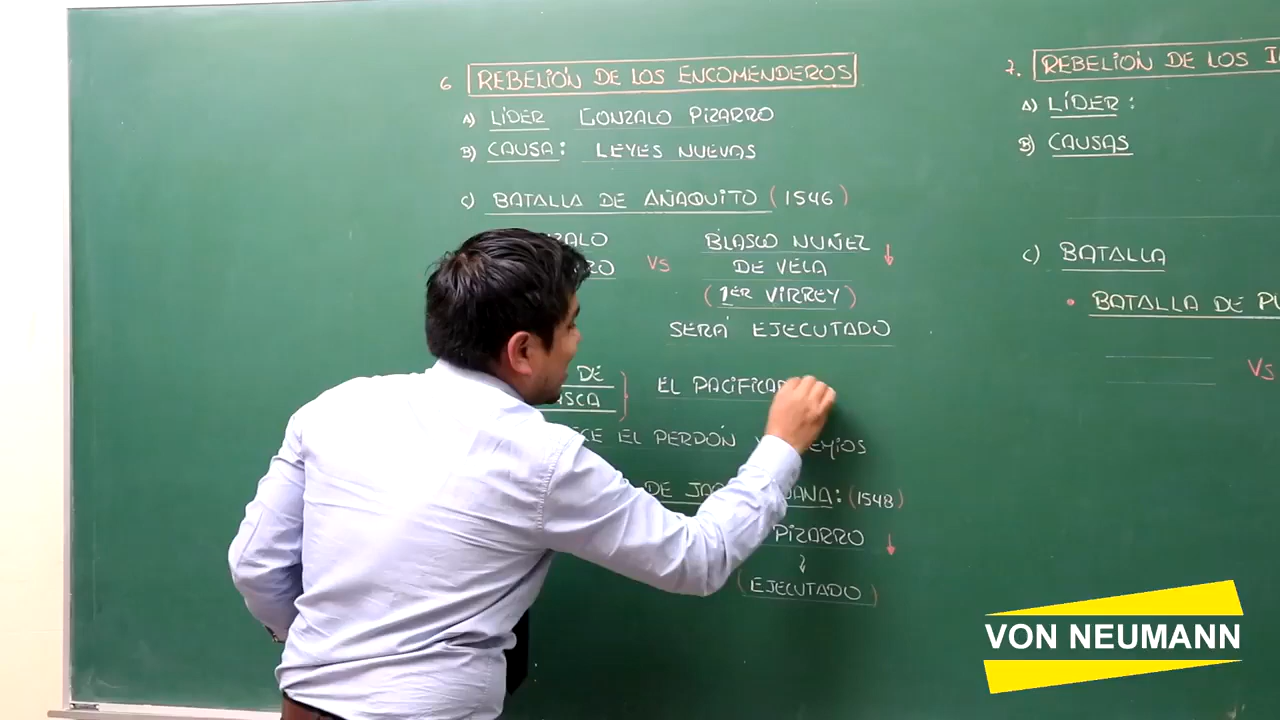 6 REBELIÓN DE LOS ENCOMENDEROS
A) LÍDER GONZALO PIZARRO
B) CAUSA: LEYES NUEVAS
C) BATALLA DE AÑAQUITO (1546)
VS
BLASCO NUÑEZ
DE VELA
(1ER VIRREY)
SERÁ EJECUTADO
DE
EL
EL PERDÓN
DE
(1548)
PIZARRO
(EJECUTADO)
7. REBELIÓN DE LOS
A) LÍDER:
B) CAUSAS
C) BATALLA
• BATALLA DE
VS
VON NEUMANN